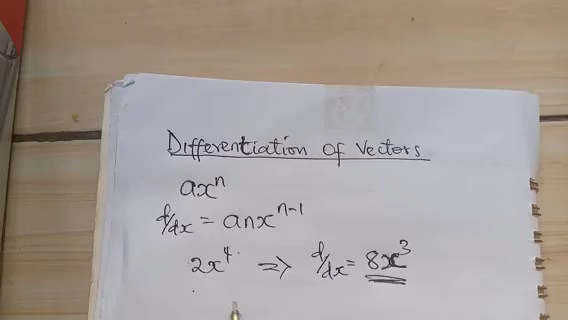 Differentiation of Vectors
axⁿ
d/dx = anxⁿ⁻¹
2x⁴ ⇒ d/dx = 8x³